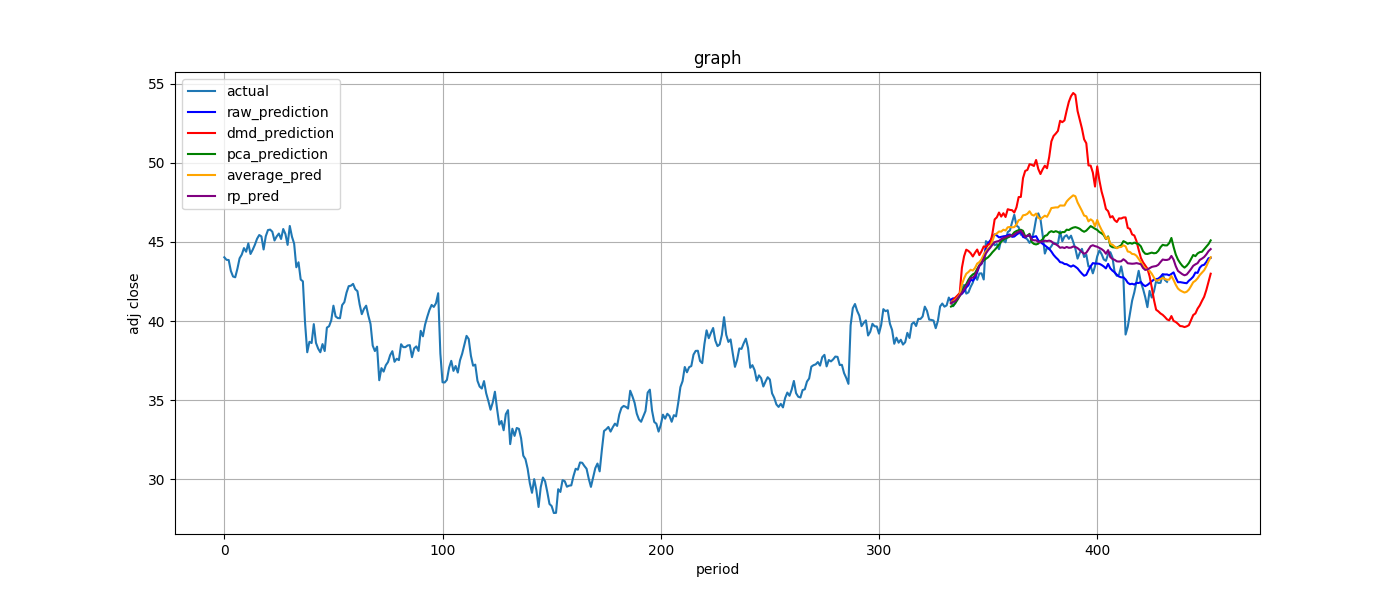 graph
55
50
45
40
35
30
adj close
actual
raw_prediction
dmd_prediction
pca_prediction
average_pred
rp_pred
0
100
200
300
400
period